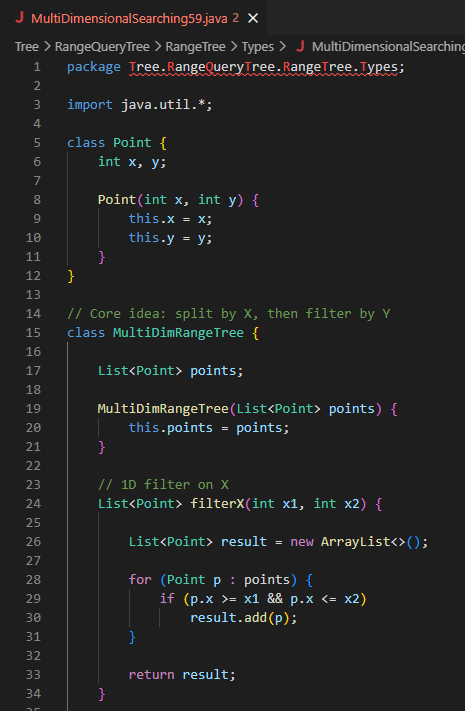 MultiDimensionalSearching59.java 2
Tree > RangeQueryTree > RangeTree > Types > MultiDimensionalSearching
1 package Tree.RangeQueryTree.RangeTree.Types;
2
3 import java.util.*;
4
5 class Point {
6 int x, y;
7
8 Point(int x, int y) {
9 this.x = x;
10 this.y = y;
11 }
12 }
13
14 // Core idea: split by X, then filter by Y
15 class MultiDimRangeTree {
16
17 List<Point> points;
18
19 MultiDimRangeTree(List<Point> points) {
20 this.points = points;
21 }
22
23 // 1D filter on X
24 List<Point> filterX(int x1, int x2) {
25
26 List<Point> result = new ArrayList<>();
27
28 for (Point p : points) {
29 if (p.x >= x1 && p.x <= x2)
30 result.add(p);
31 }
32
33 return result;
34 }